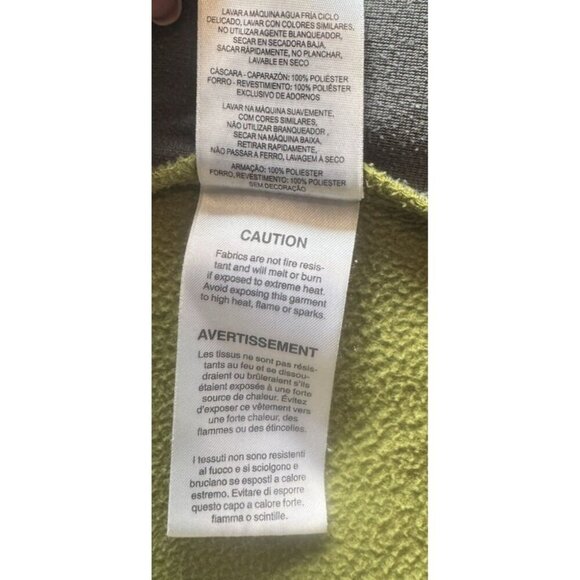 LAVAR A MÁQUINA AGUA FRÍA CICLO
DELICADO, LAVAR CON COLORES SIMILARES,
NO UTILIZAR AGENTE BLANQUEADOR,
SECAR EN SECADORA BAJA,
SACAR RÁPIDAMENTE, NO PLANCHAR,
LAVABLE EN SECO
CÁSCARA - CAPARAZÓN: 100% POLIÉSTER
FORRO - REVESTIMIENTO: 100% POLIÉSTER
EXCLUSIVO DE ADORNOS
LAVAR NA MÁQUINA SUAVEMENTE,
COM CORES SIMILARES,
NÃO UTILIZAR BRANQUEADOR,
SECAR NA MÁQUINA BAIXA,
RETIRAR RAPIDAMENTE,
NÃO PASSAR À FERRO, LAVAGEM À SECO
ARMAÇÃO: 100% POLIESTER
FORRO, REVESTIMENTO: 100% POLIESTER
SEM DECORAÇÃO
CAUTION
Fabrics are not fire resis-
tant and will melt or burn
if exposed to extreme heat.
Avoid exposing this garment
to high heat, flame or sparks.
AVERTISSEMENT
Les tissus ne sont pas résis-
tants au feu et se dissou-
draient ou brûleraient s'ils
étaient exposés à une forte
source de chaleur. Évitez
d'exposer ce vêtement vers
une forte chaleur, des
flammes ou des étincelles.
I tessuti non sono resistenti
al fuoco e si sciolgono e
bruciano se esposti a calore
estremo. Evitare di esporre
questo capo a calore forte,
fiamma o scintille.